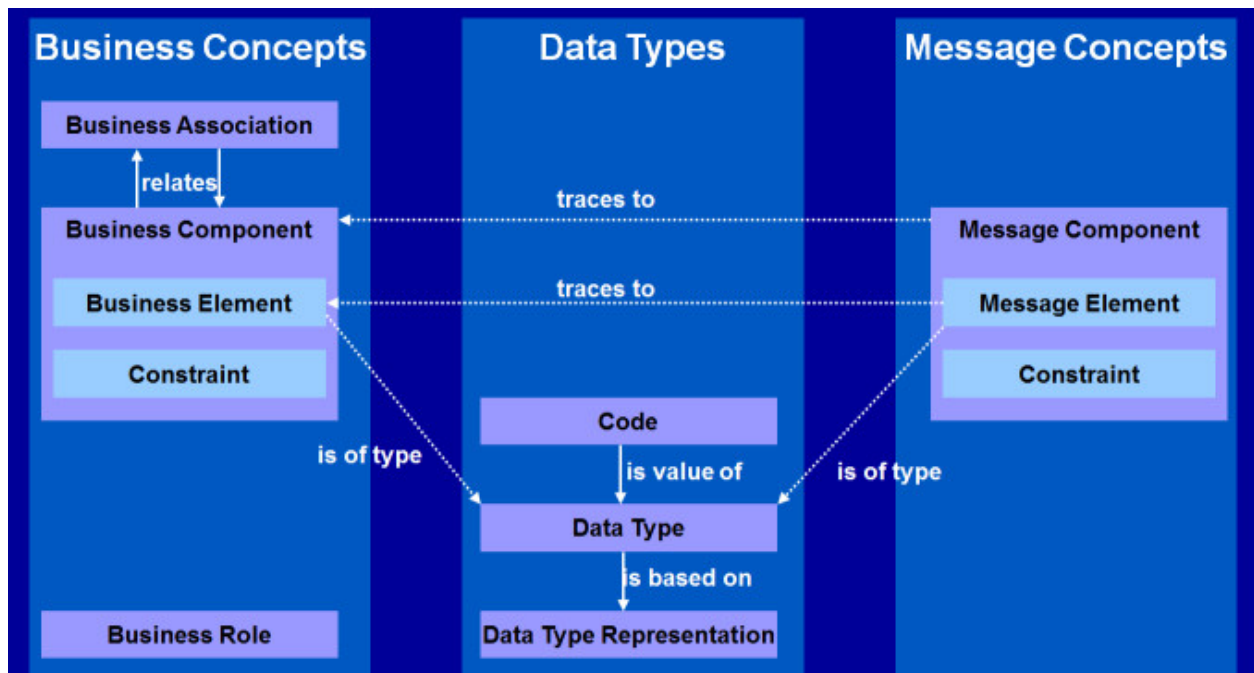 Business Concepts
Data Types
Message Concepts
Business Association
relates
traces to
Business Component
Message Component
Business Element
traces to
Message Element
Constraint
Constraint
Code
is of type
is value of
is of type
Data Type
is based on
Business Role
Data Type Representation